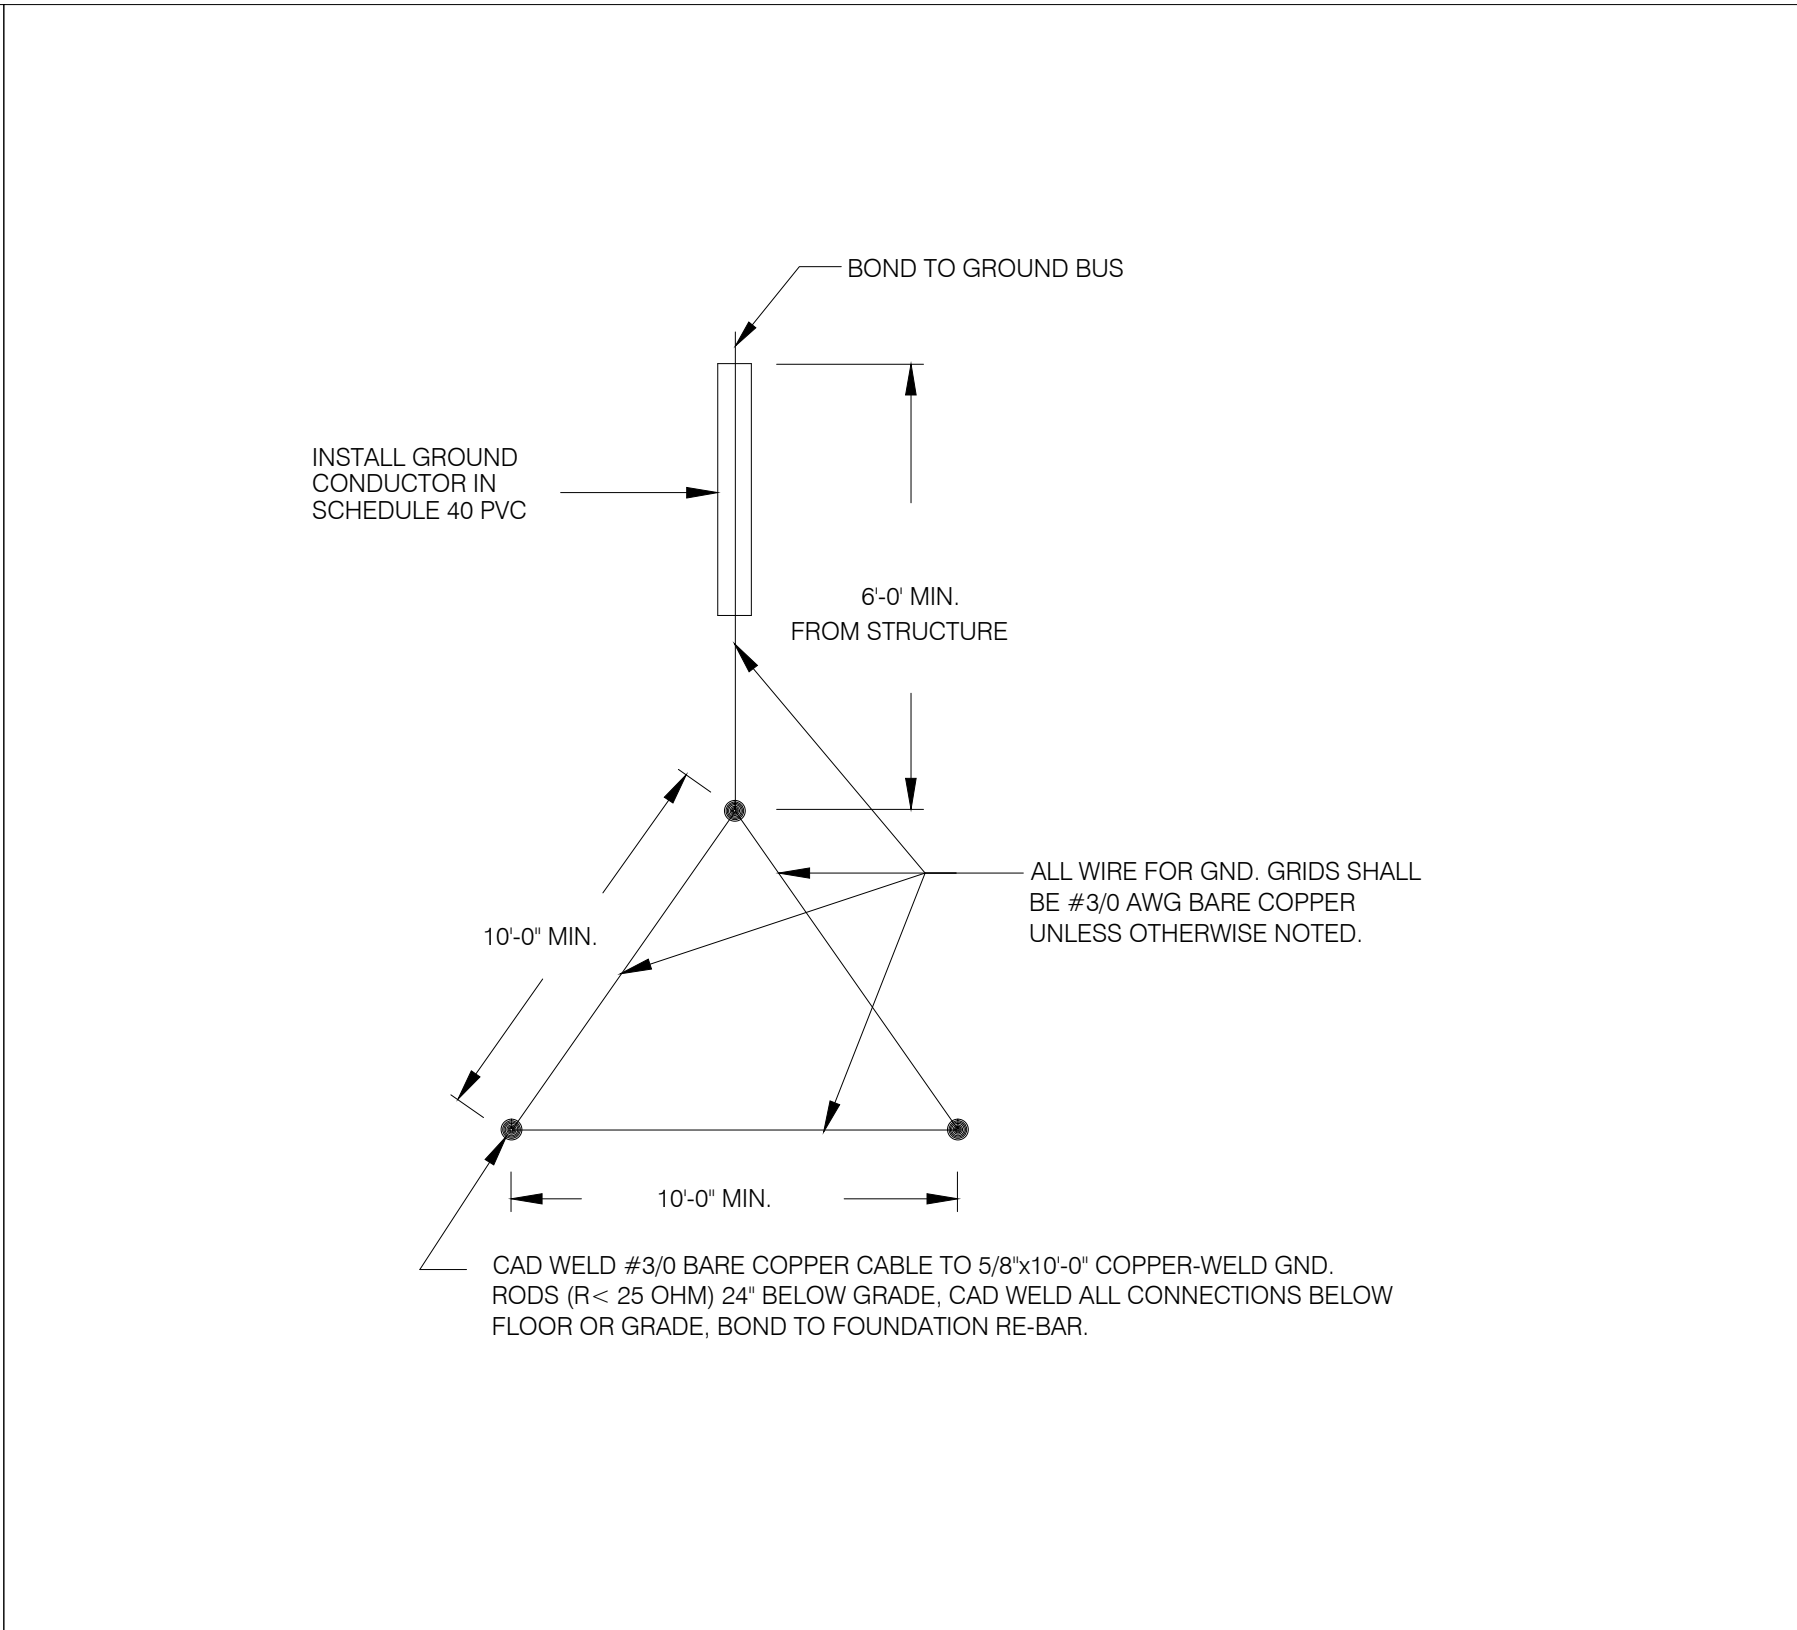 BOND TO GROUND BUS
INSTALL GROUND
CONDUCTOR IN
SCHEDULE 40 PVC
6'-0' MIN.
FROM STRUCTURE
ALL WIRE FOR GND. GRIDS SHALL
BE #3/0 AWG BARE COPPER
UNLESS OTHERWISE NOTED.
10'-0" MIN.
10'-0" MIN.
CAD WELD #3/0 BARE COPPER CABLE TO 5/8"x10'-0" COPPER-WELD GND.
RODS (R< 25 OHM) 24" BELOW GRADE, CAD WELD ALL CONNECTIONS BELOW
FLOOR OR GRADE, BOND TO FOUNDATION RE-BAR.